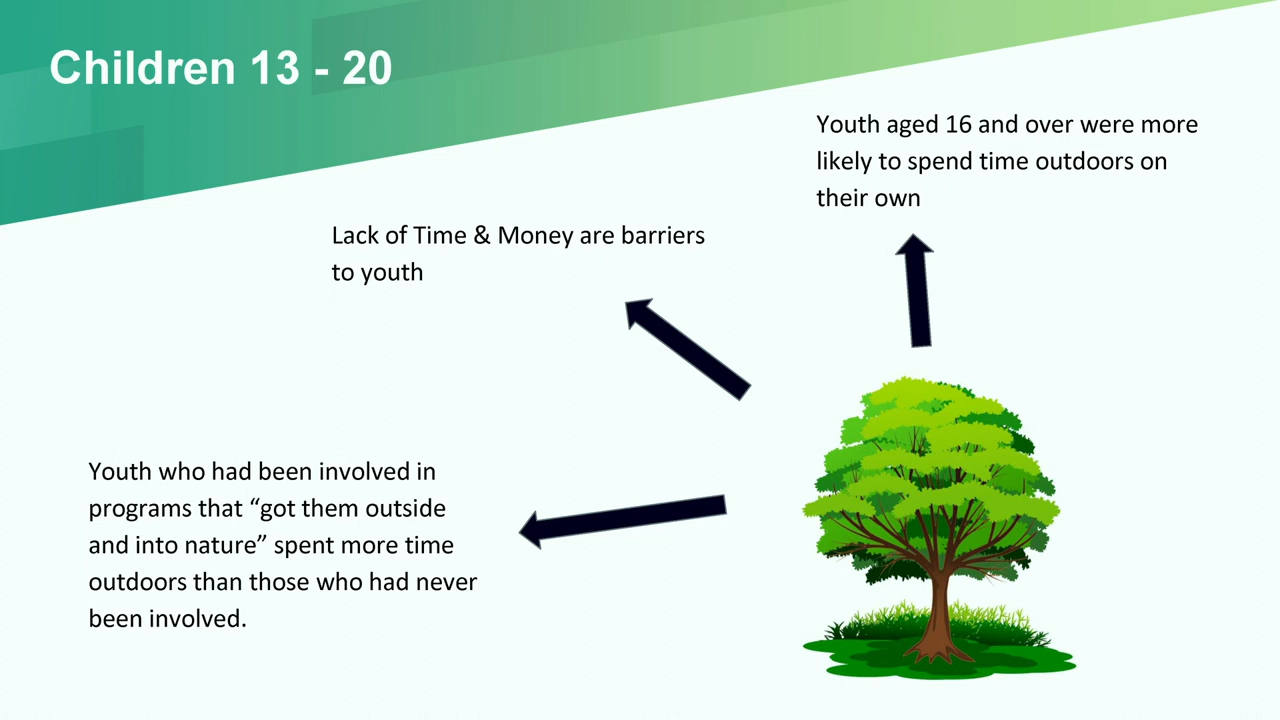 Children 13 - 20
Youth aged 16 and over were more
likely to spend time outdoors on
their own
Lack of Time & Money are barriers
to youth
Youth who had been involved in
programs that “got them outside
and into nature” spent more time
outdoors than those who had never
been involved.